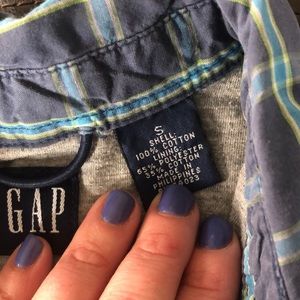 S
SHELL:
100% COTTON
LINING:
65% POLYESTER
35% COTTON
MADE IN
PHILIPPINES
GAP